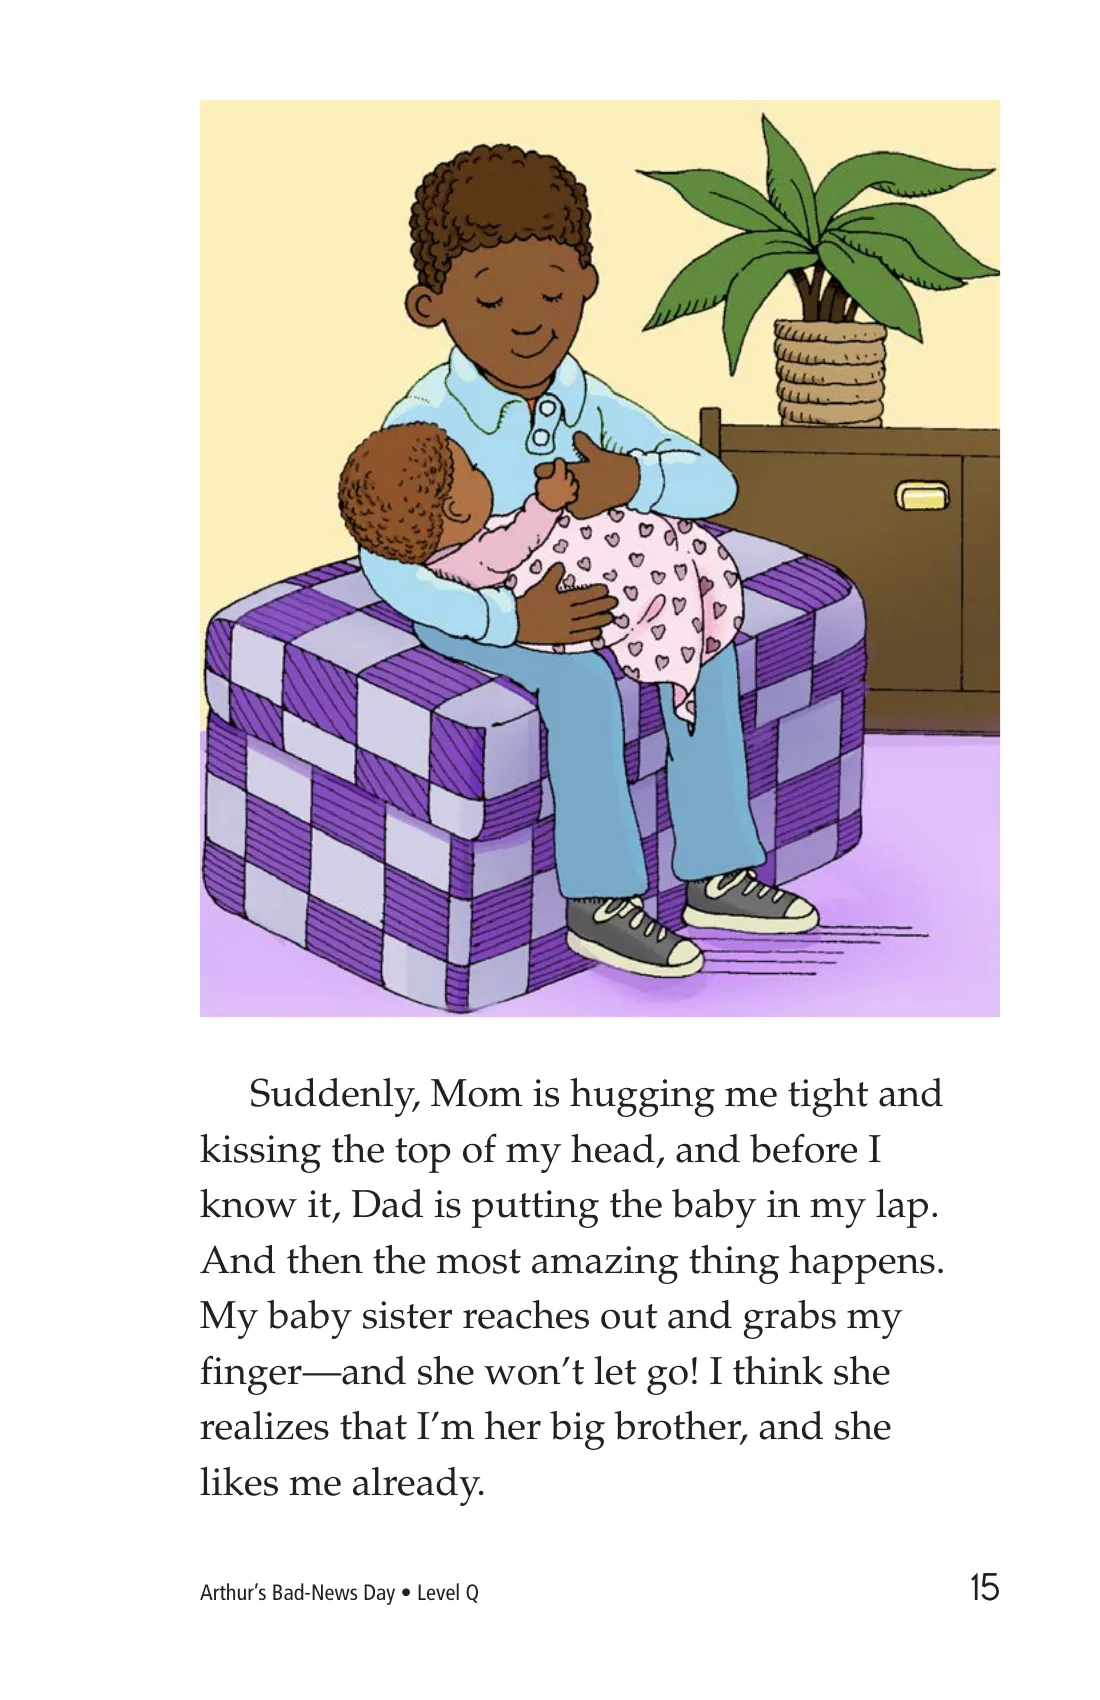 Suddenly, Mom is hugging me tight and
kissing the top of my head, and before I
know it, Dad is putting the baby in my lap.
And then the most amazing thing happens.
My baby sister reaches out and grabs my
finger—and she won’t let go! I think she
realizes that I’m her big brother, and she
likes me already.
Arthur’s Bad-News Day • Level Q
15